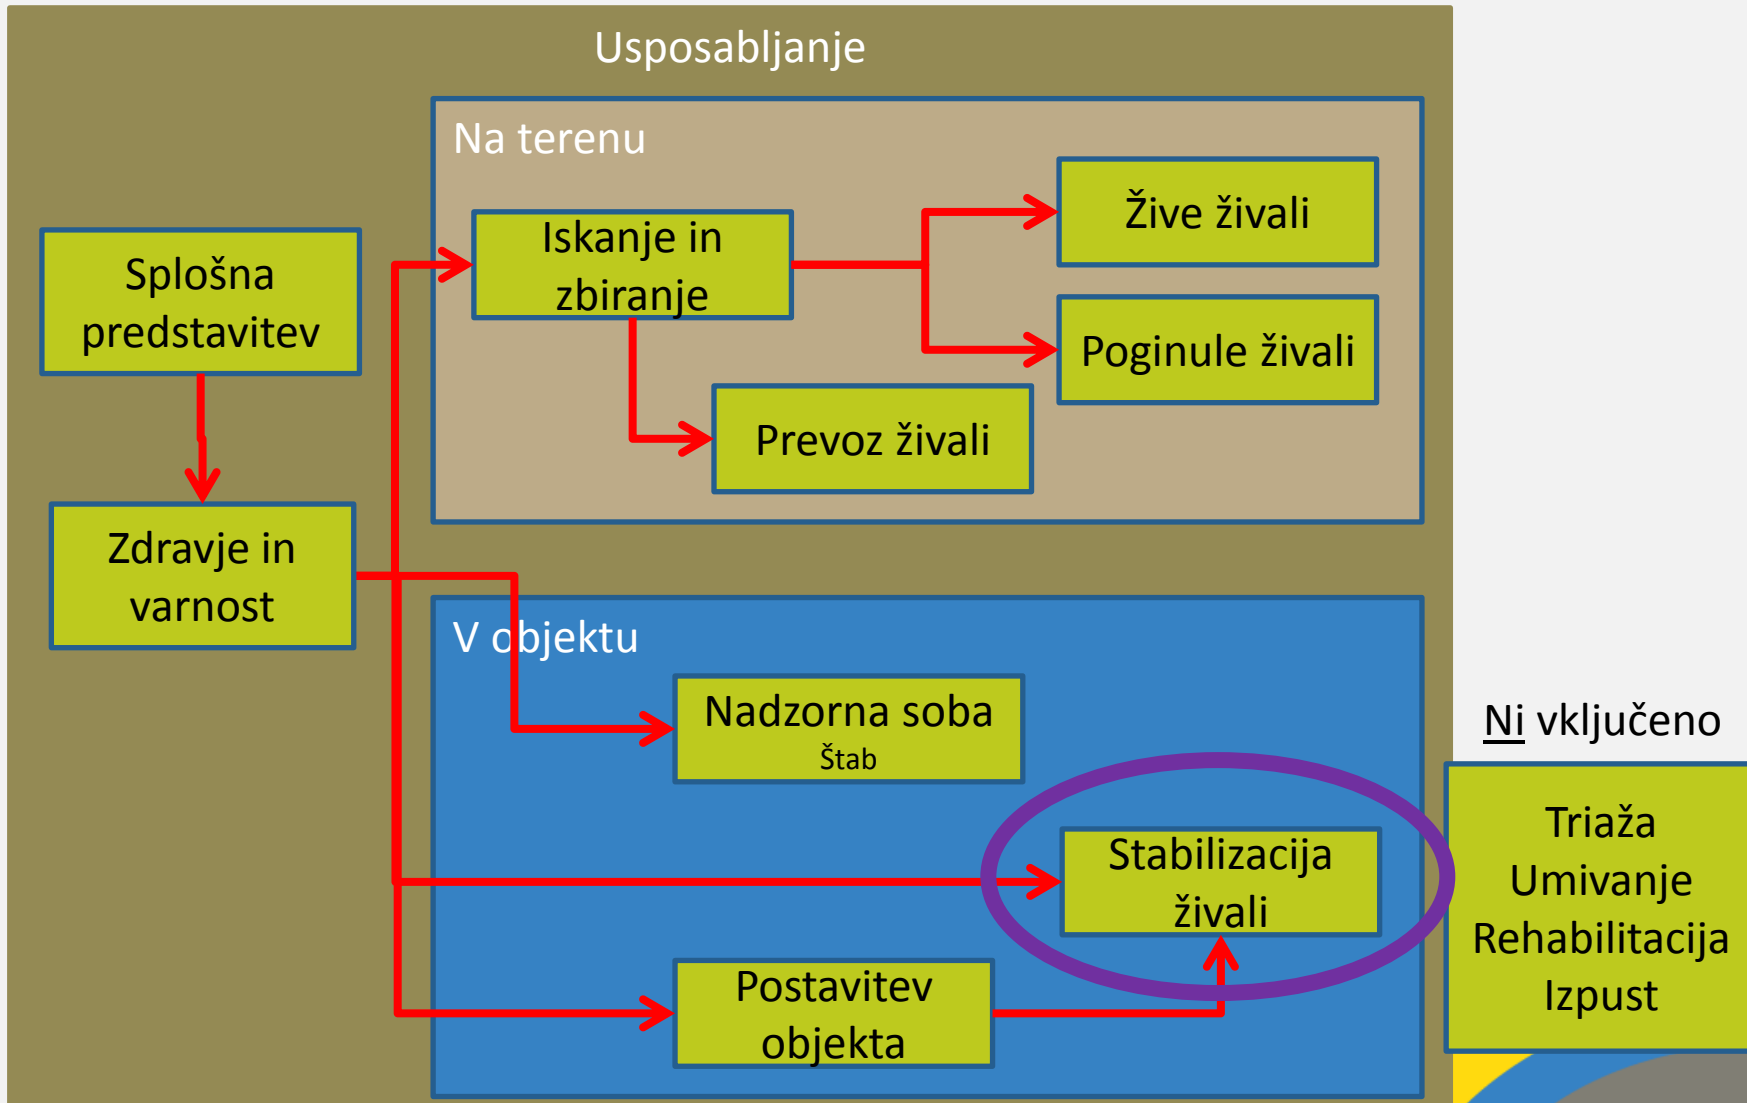 Usposabljanje
Na terenu
Splošna
predstavitev
Zdravje in
varnost
Iskanje in
zbiranje
Žive živali
Poginule živali
Prevoz živali
V objektu
Nadzorna soba
Štab
Stabilizacija
živali
Postavitev
objekta
Ni vključeno
Triaža
Umivanje
Rehabilitacija
Izpust